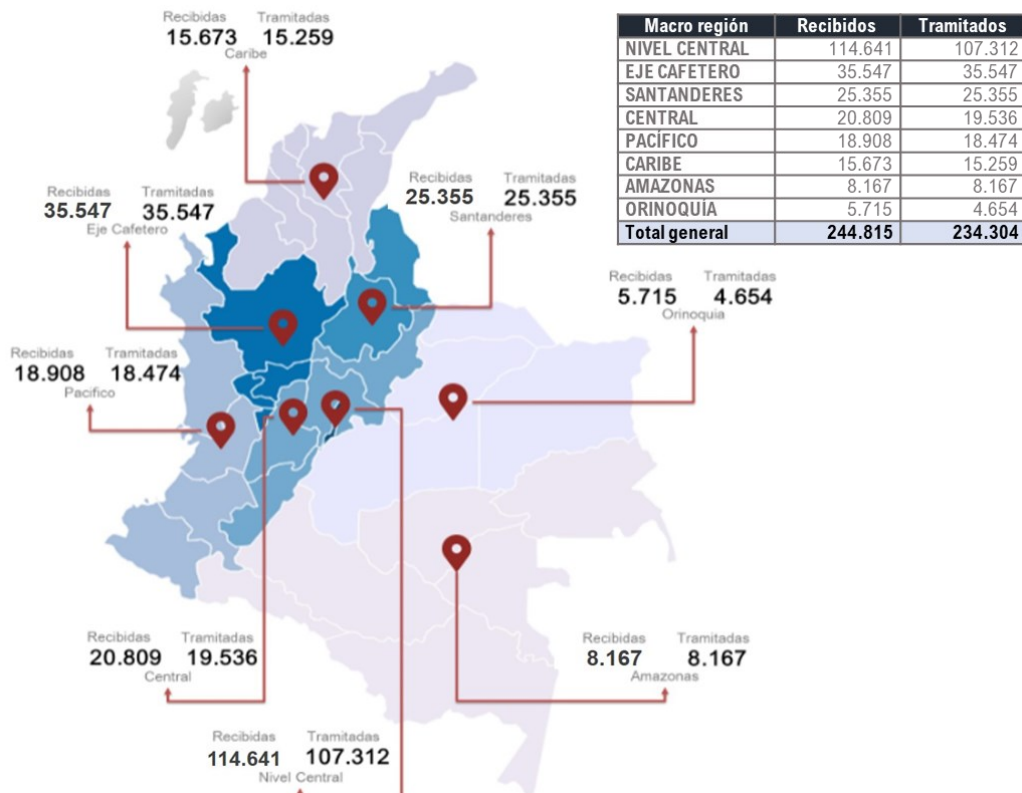 Recibidas Tramitadas
15.673 15.259
Caribe
Macro región Recibidos Tramitados
NIVEL CENTRAL 114.641 107.312
EJE CAFETERO 35.547 35.547
SANTANDERES 25.355 25.355
CENTRAL 20.809 19.536
PACÍFICO 18.908 18.474
CARIBE 15.673 15.259
AMAZONAS 8.167 8.167
ORINOQUÍA 5.715 4.654
Total general 244.815 234.304
Recibidas Tramitadas
35.547 35.547
Eje Cafetero
Recibidas Tramitadas
25.355 25.355
Santanderes
Recibidas Tramitadas
5.715 4.654
Orinoquia
Recibidas Tramitadas
18.908 18.474
Pacifico
Recibidas Tramitadas
20.809 19.536
Central
Recibidas Tramitadas
8.167 8.167
Amazonas
Recibidas Tramitadas
114.641 107.312
Nivel Central